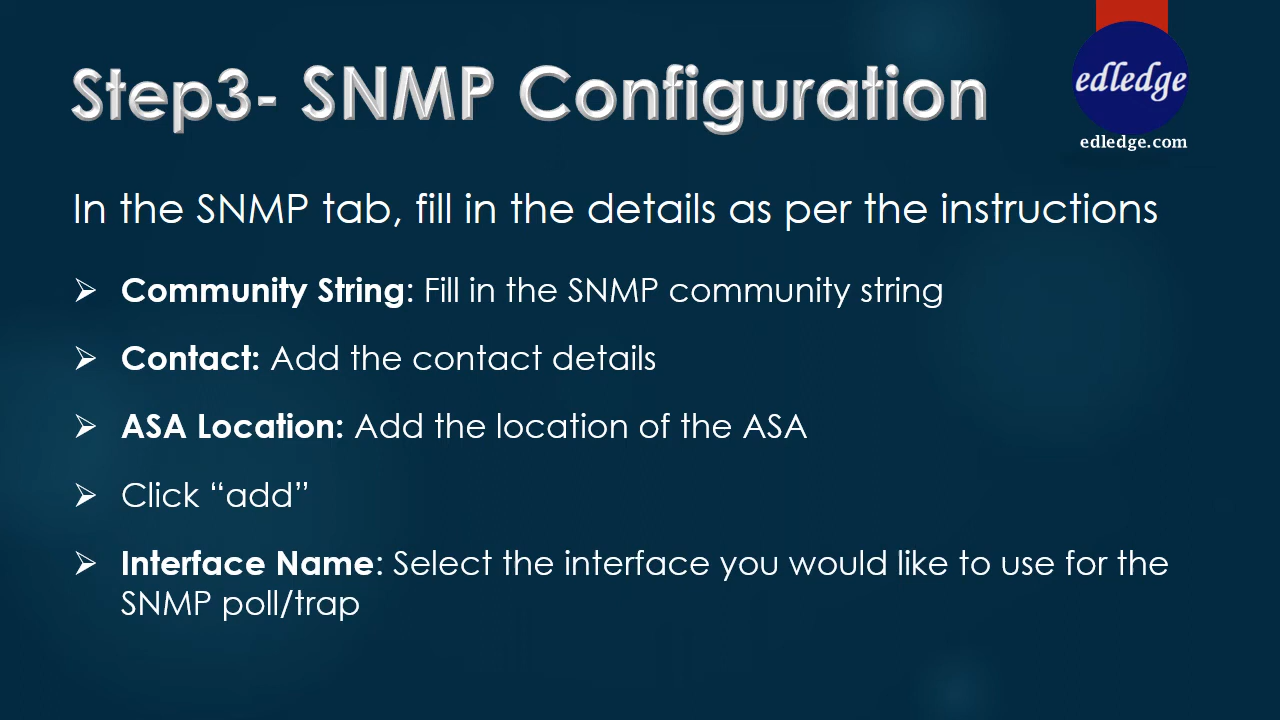 Step3- SNMP Configuration
edledge
edledge.com
In the SNMP tab, fill in the details as per the instructions
➢ Community String: Fill in the SNMP community string
➢ Contact: Add the contact details
➢ ASA Location: Add the location of the ASA
➢ Click “add”
➢ Interface Name: Select the interface you would like to use for the
SNMP poll/trap